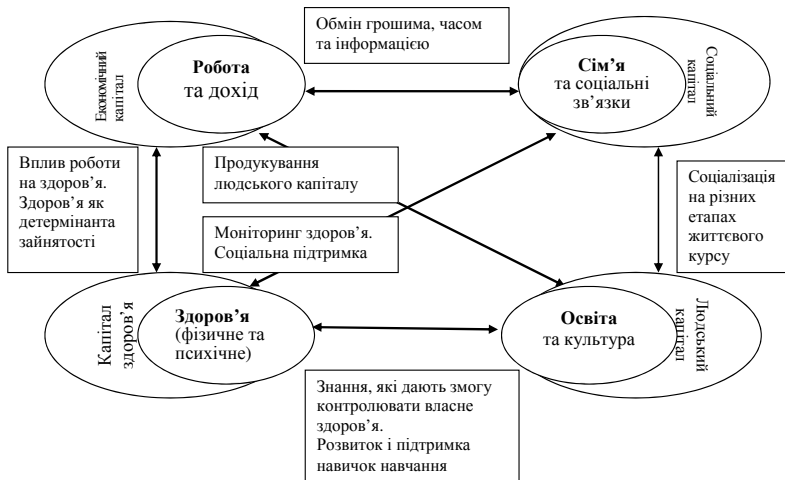 Обмін грошима, часом
та інформацією
Економічний
капітал
Робота
та дохід
Сім’я
та соціальні
зв’язки
Соціальний
капітал
Вплив роботи
на здоров’я.
Здоров’я як
детермінанта
зайнятості
Продукування
людського капіталу
Моніторинг здоров’я.
Соціальна підтримка
Соціалізація
на різних
етапах
життєвого
курсу
Капітал
здоров’я
Здоров’я
(фізичне та
психічне)
Освіта
та культура
Людський
капітал
Знання, які дають змогу
контролювати власне
здоров’я.
Розвиток і підтримка
навичок навчання